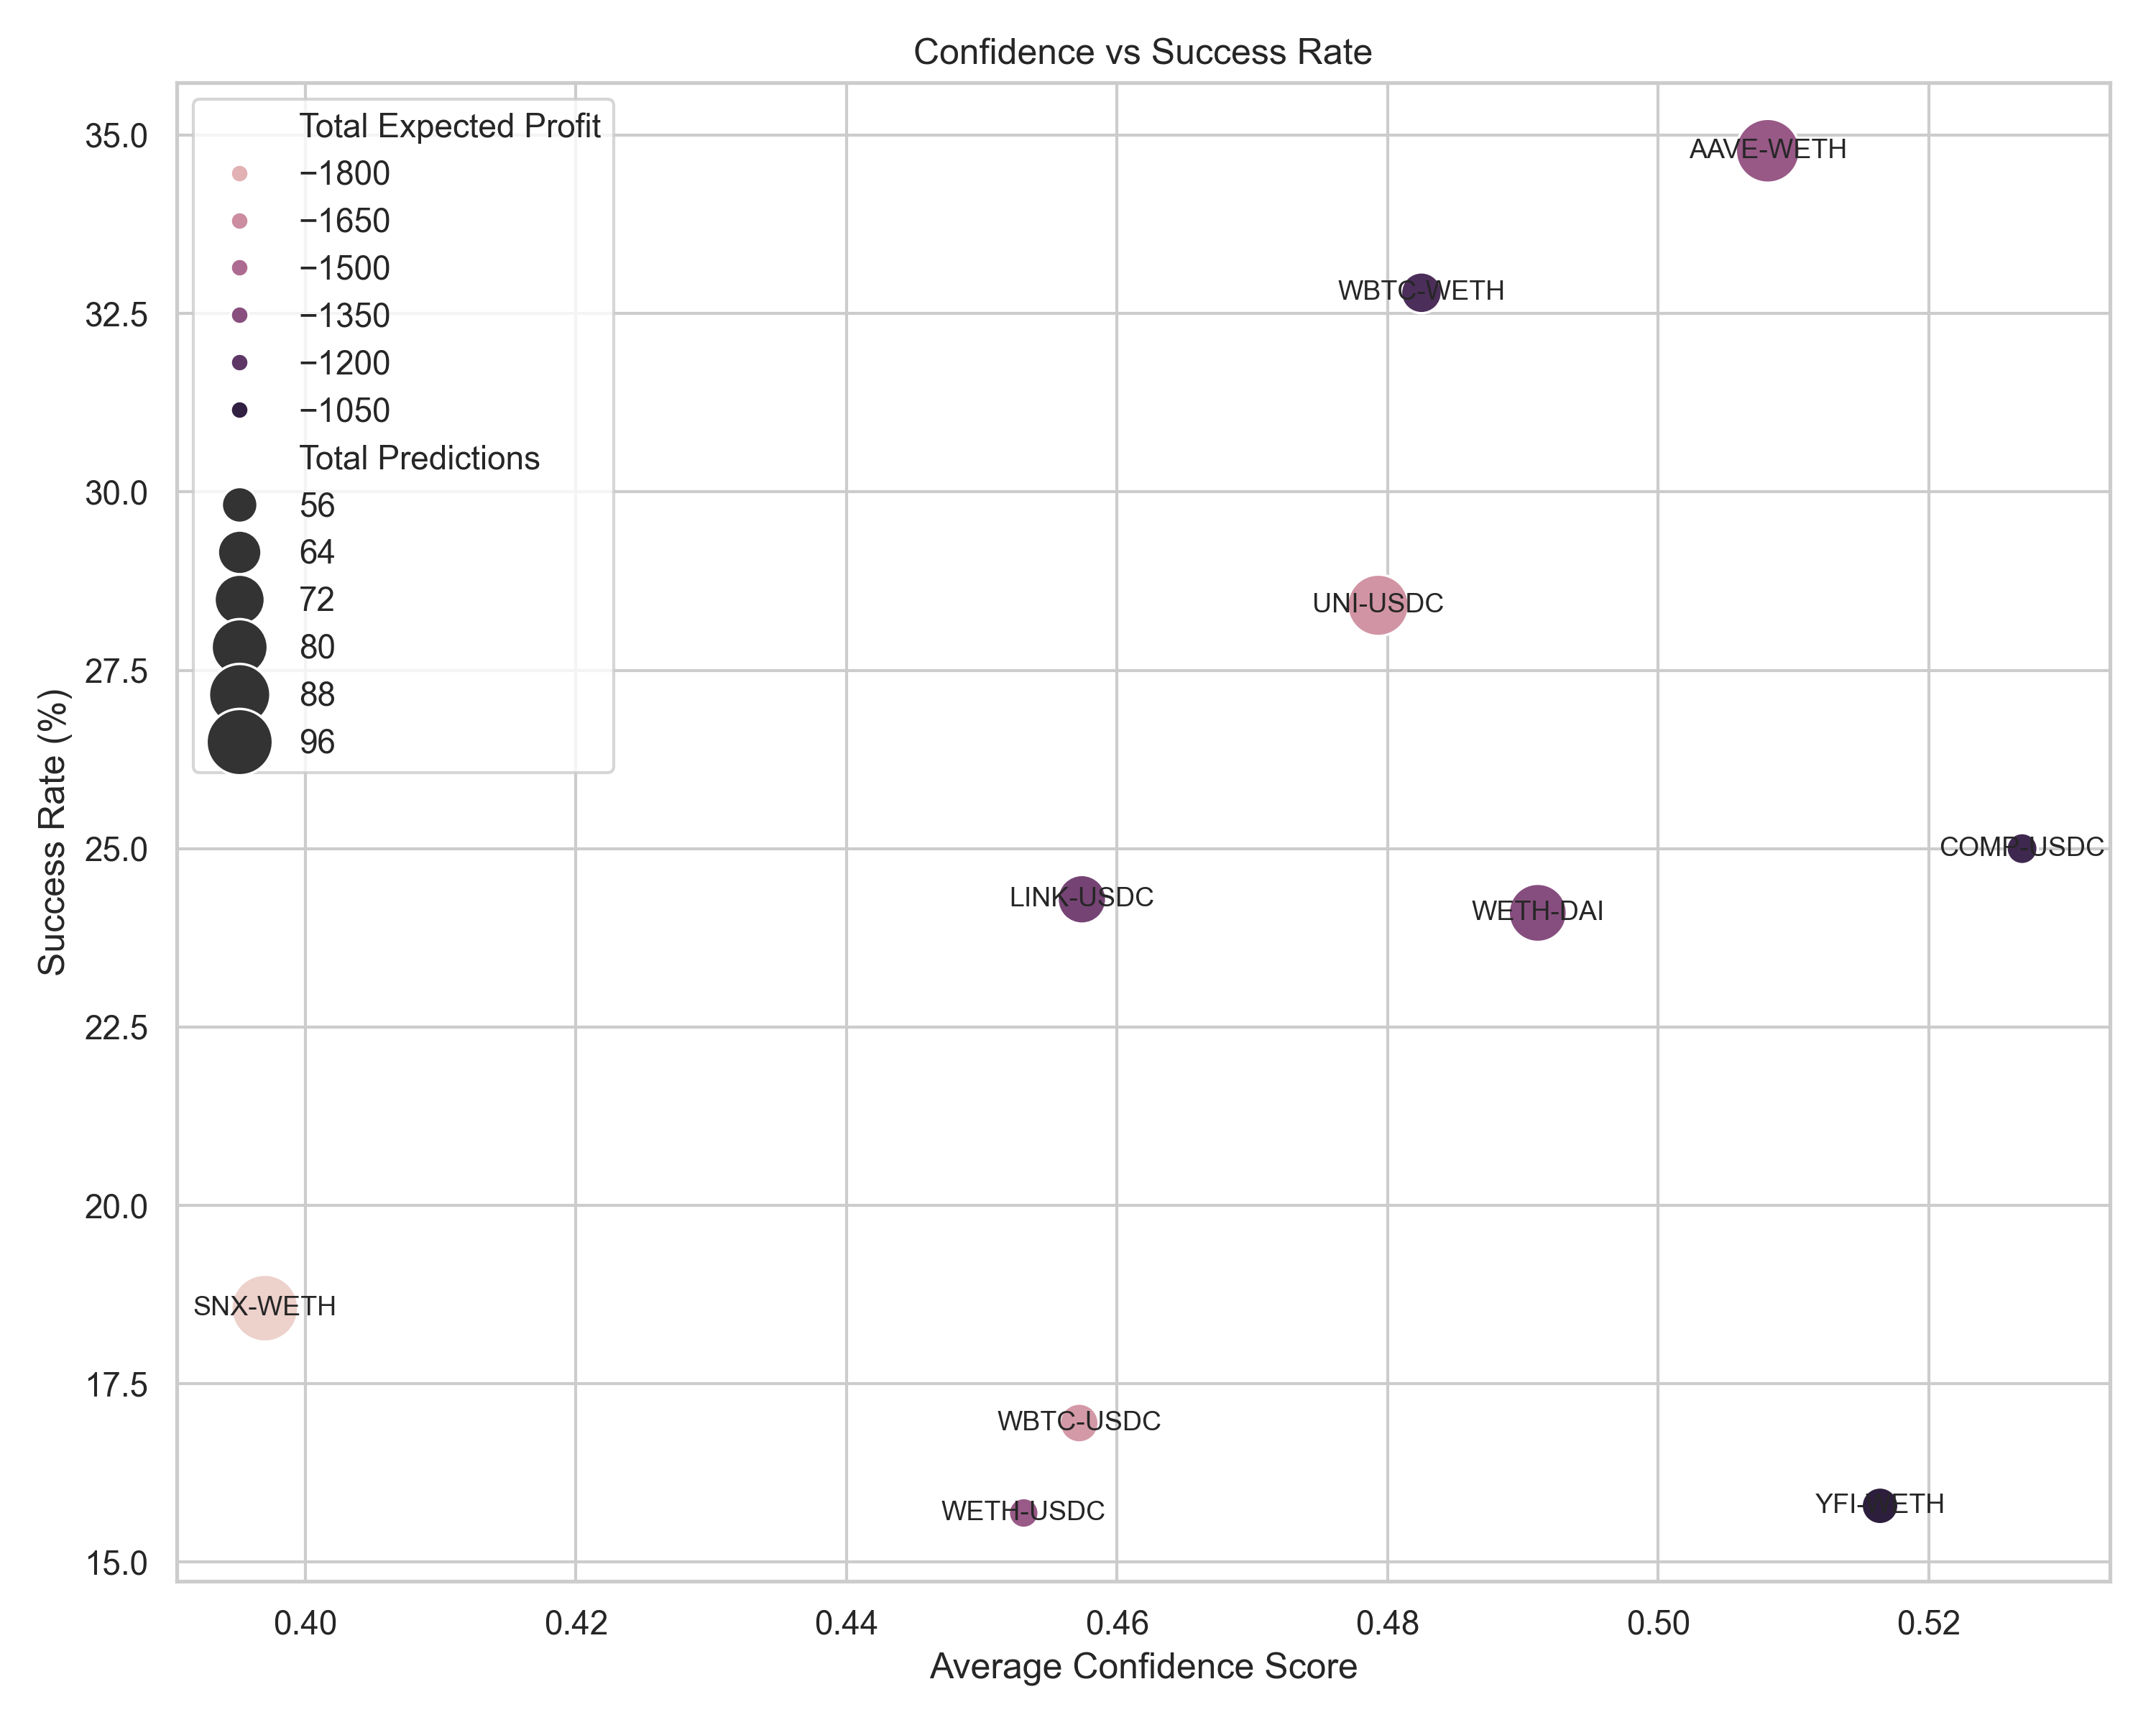 Confidence vs Success Rate
Total Expected Profit
−1800
−1650
−1500
−1350
−1200
−1050
Total Predictions
56
64
72
80
88
96
35.0
32.5
30.0
27.5
25.0
22.5
20.0
17.5
15.0
Success Rate (%)
AAVE-WETH
WBTC-WETH
UNI-USDC
COMP-USDC
LINK-USDC
WETH-DAI
SNX-WETH
WBTC-USDC
YFI-WETH
WETH-USDC
0.40
0.42
0.44
0.46
0.48
0.50
0.52
Average Confidence Score